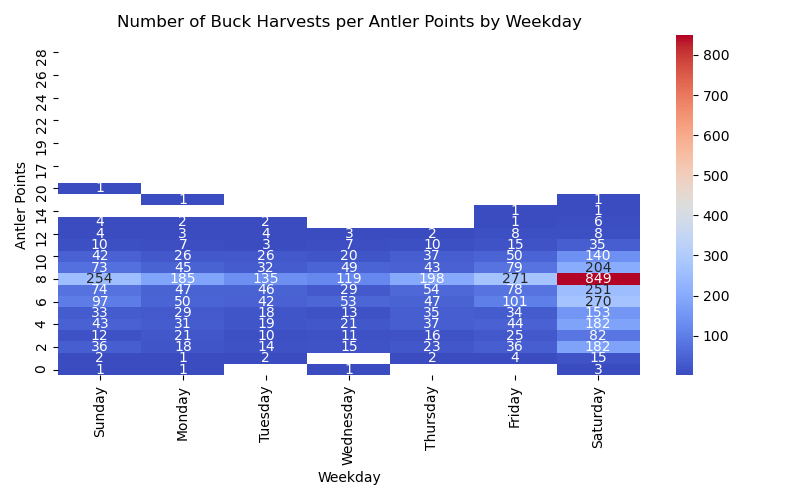 Number of Buck Harvests per Antler Points by Weekday
Antler Points
28
26
24
22
19
17
20
14
12
10
8
6
4
2
0
1
1 1
1 1
4 2 2 1 6
4 3 4 3 2 8 8
10 7 3 7 10 15 35
42 26 26 20 37 50 140
73 45 32 49 43 79 204
254 185 135 119 198 271 849
74 47 46 29 54 78 251
97 50 42 53 47 101 270
33 29 18 13 35 34 153
43 31 19 21 37 44 182
12 21 10 11 16 25 82
36 18 14 15 23 36 182
2 1 2 2 4 15
1 1 1 3
Sunday Monday Tuesday Wednesday Thursday Friday Saturday
Weekday
800
700
600
500
400
300
200
100